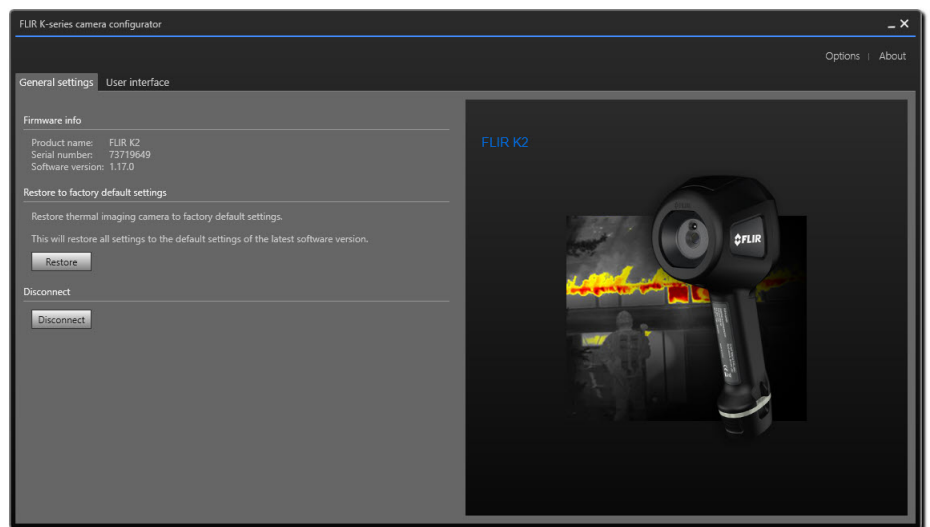 FLIR K-series camera configurator
Options | About
General settings User interface
Firmware info
Product name: FLIR K2
Serial number: 73719649
Software version: 1.17.0
Restore to factory default settings
Restore thermal imaging camera to factory default settings.
This will restore all settings to the default settings of the latest software version.
Restore
Disconnect
Disconnect
FLIR K2
FLIR